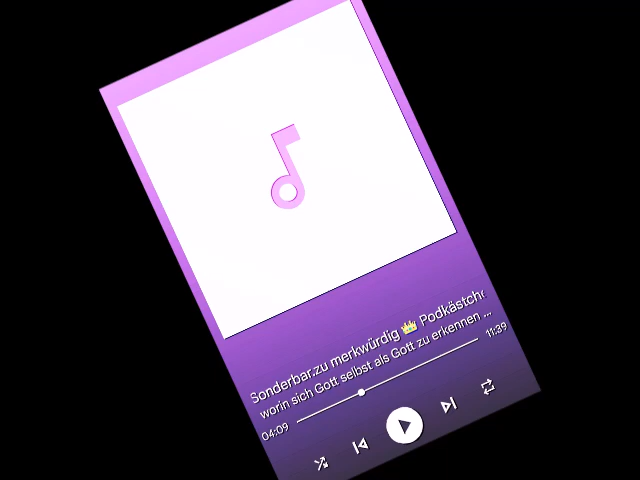 Sonderbar.zu merkwürdig 👑 Podkästch
worin sich Gott selbst als Gott zu erkennen ...
04:09
11:39